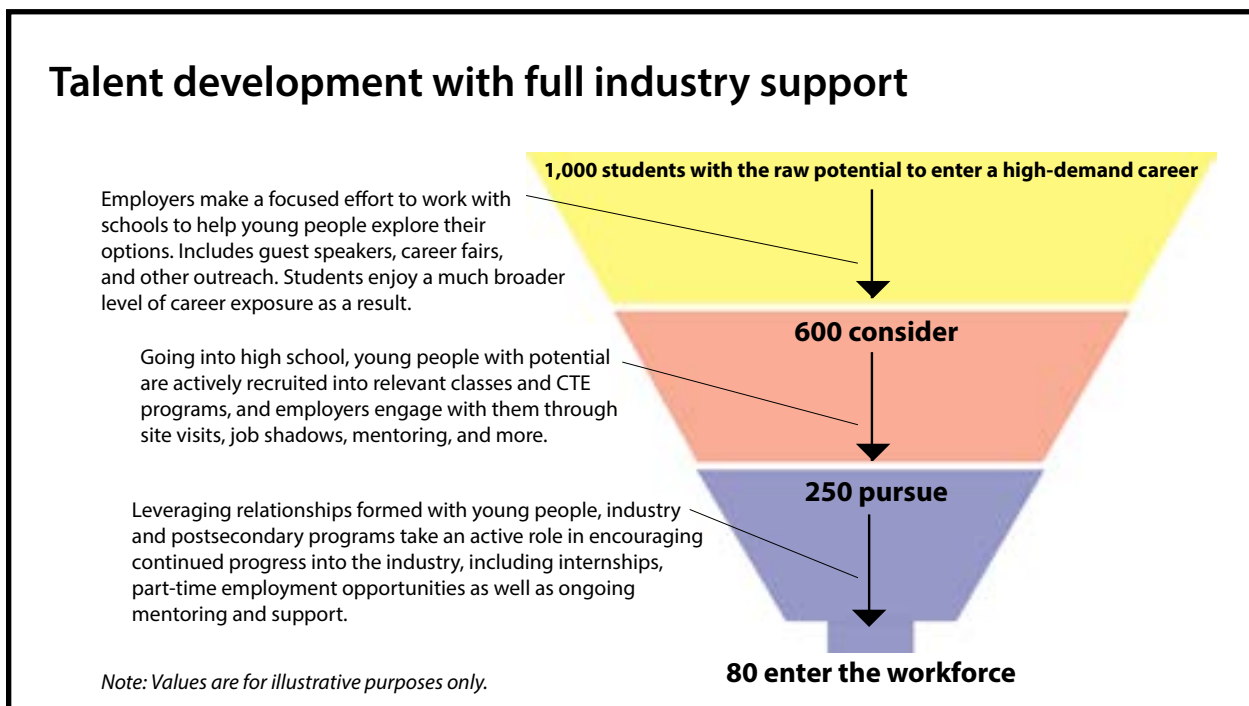 Talent development with full industry support
1,000 students with the raw potential to enter a high-demand career
Employers make a focused effort to work with
schools to help young people explore their
options. Includes guest speakers, career fairs,
and other outreach. Students enjoy a much broader
level of career exposure as a result.
600 consider
Going into high school, young people with potential
are actively recruited into relevant classes and CTE
programs, and employers engage with them through
site visits, job shadows, mentoring, and more.
250 pursue
Leveraging relationships formed with young people, industry
and postsecondary programs take an active role in encouraging
continued progress into the industry, including internships,
part-time employment opportunities as well as ongoing
mentoring and support.
80 enter the workforce
Note: Values are for illustrative purposes only.